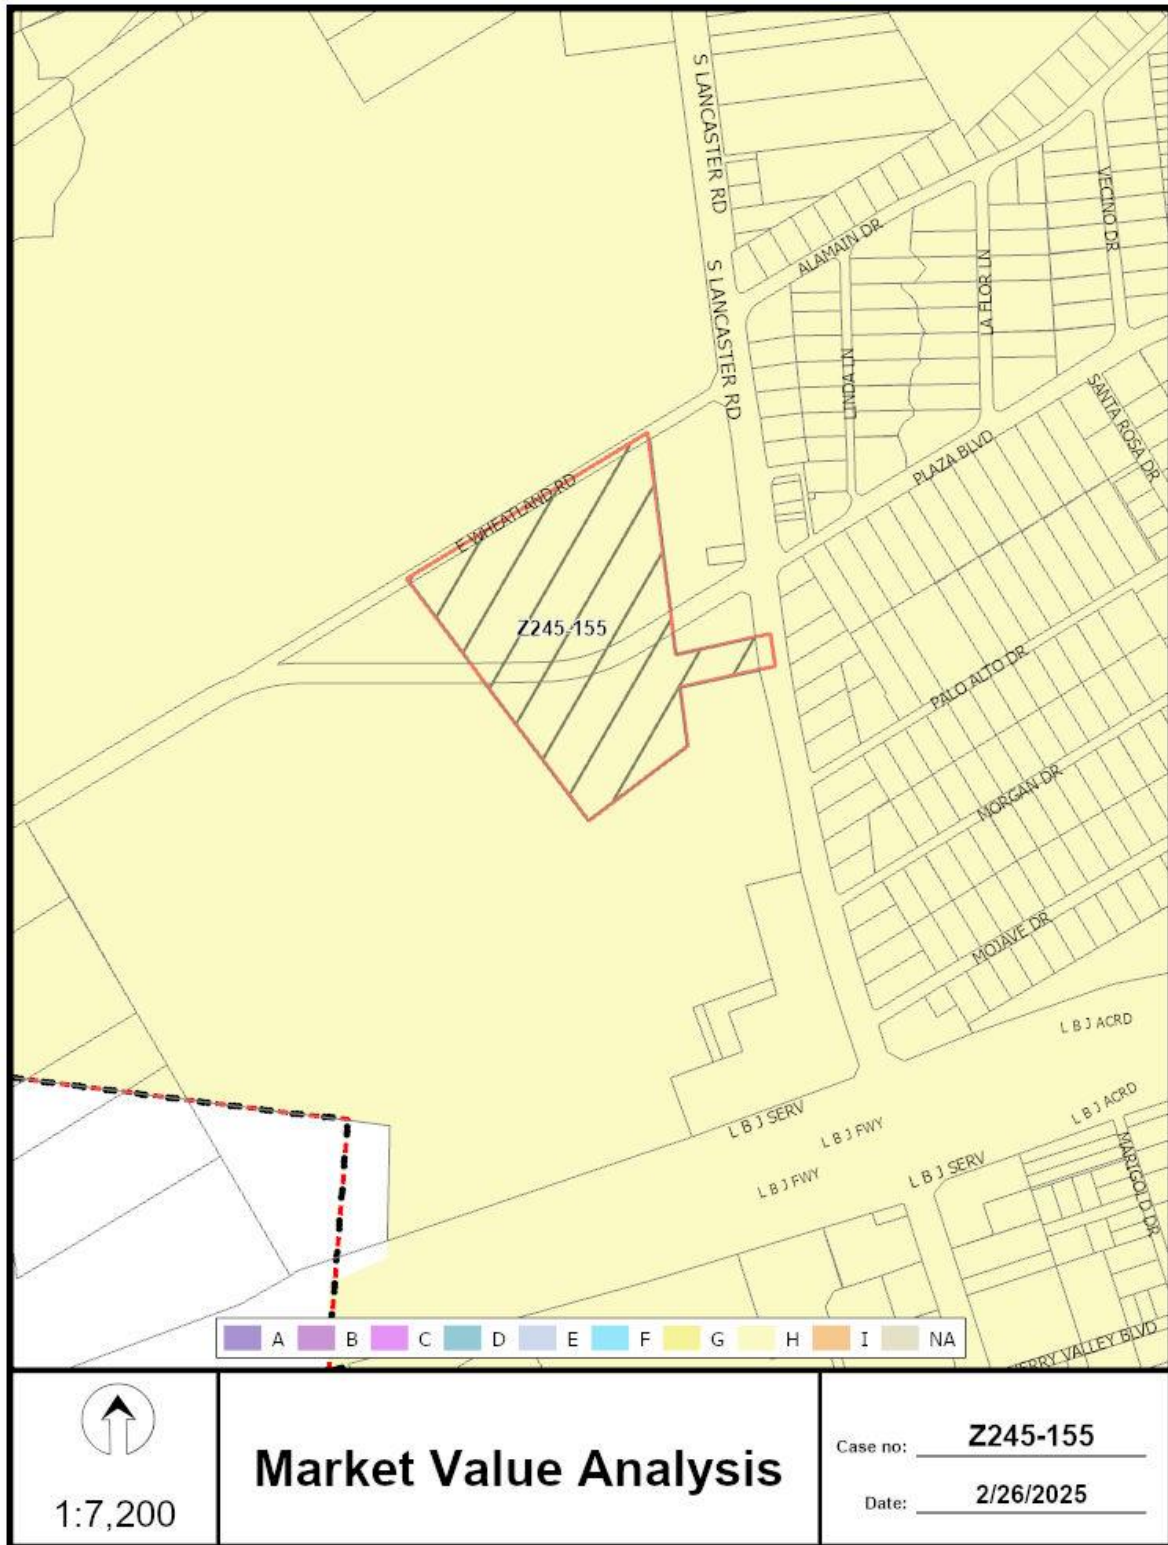 S LANCASTER RD
S LANCASTER RD
VECINO DR
ALAMAIN DR
LA FLOR LN
LINDA LN
SANTA ROSA DR
PLAZA BLVD
E WHEATLAND RD
Z245-155
PALO ALTO DR
MORGAN DR
MOJAVE DR
L B J ACRD
L B J SERV
L B J FWY
L B J ACRD
L B J FWY
L B J SERV
MARIGOLD DR
VALLEY BLVD
A B C D E F G H I NA
1:7,200
Market Value Analysis
Case no: Z245-155
Date: 2/26/2025